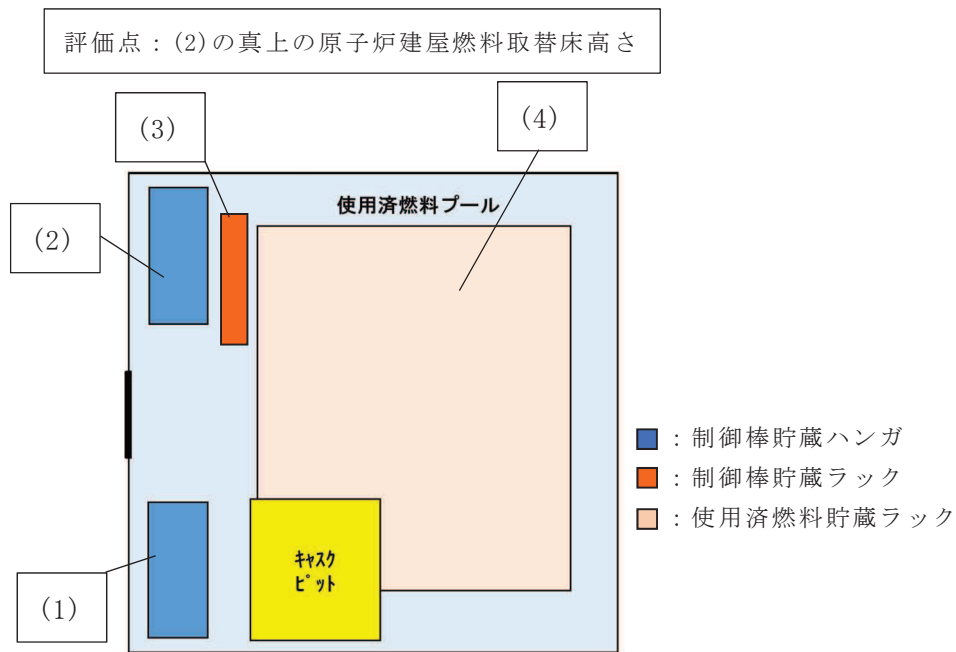 評価点：(2)の真上の原子炉建屋燃料取替床高さ
(3)
(4)
使用済燃料プール
(2)
：制御棒貯蔵ハンガ
：制御棒貯蔵ラック
：使用済燃料貯蔵ラック
ｷｬｽｸ
ﾋﾟｯﾄ
(1)